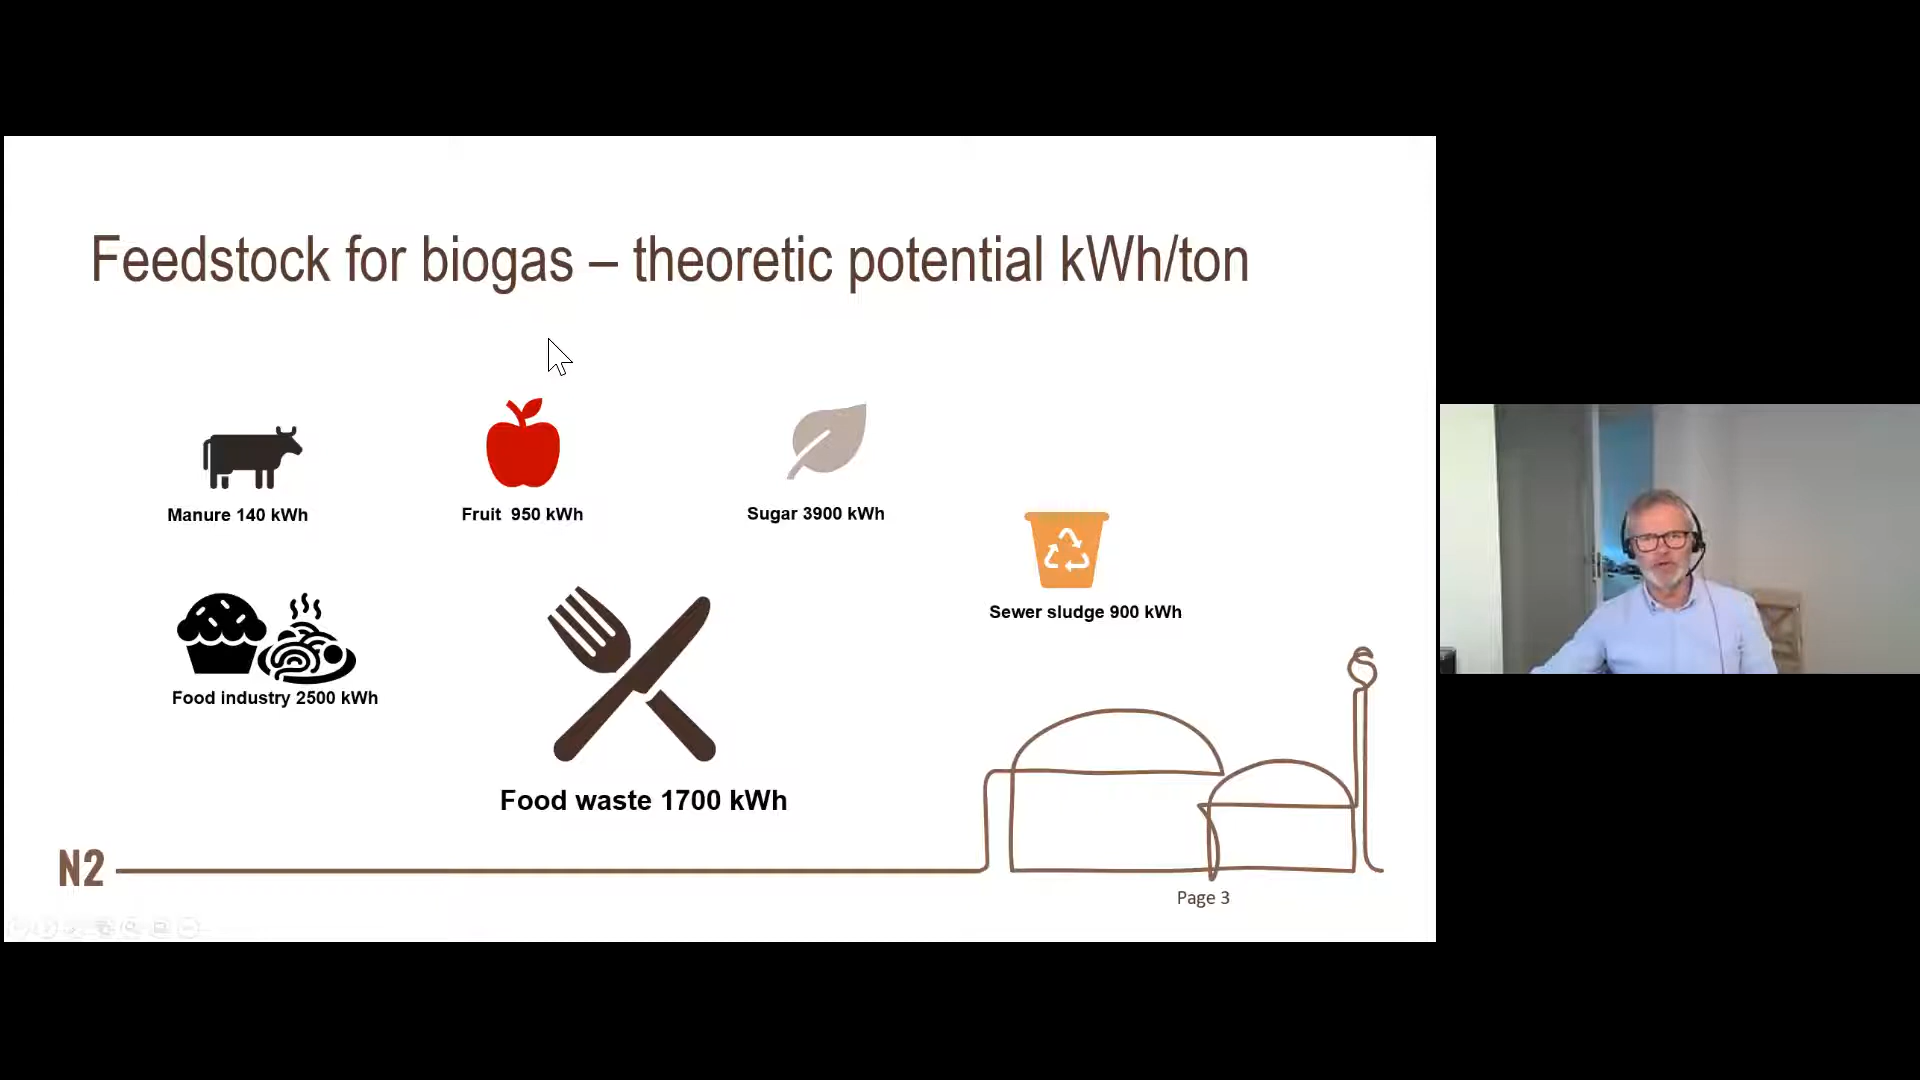 Feedstock for biogas – theoretic potential kWh/ton
Manure 140 kWh
Fruit  950 kWh
Sugar 3900 kWh
Sewer sludge 900 kWh
Food industry 2500 kWh
Food waste 1700 kWh
N2
Page 3